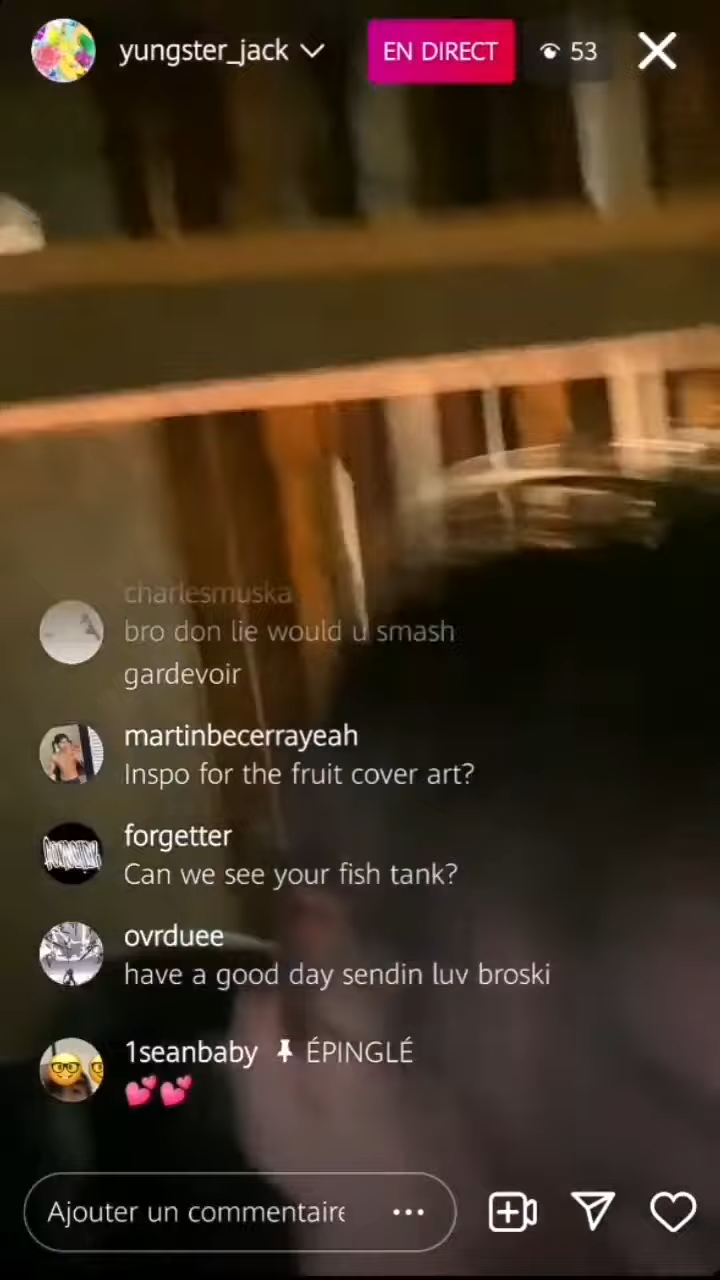 yungster_jack
EN DIRECT
53
charlesmuska
bro don lie would u smash
gardevoir
martinbecerrayeah
Inspo for the fruit cover art?
forgetter
Can we see your fish tank?
ovrduee
have a good day sendin luv broski
1seanbaby 📌 ÉPINGLÉ
💕💕
Ajouter un commentaire